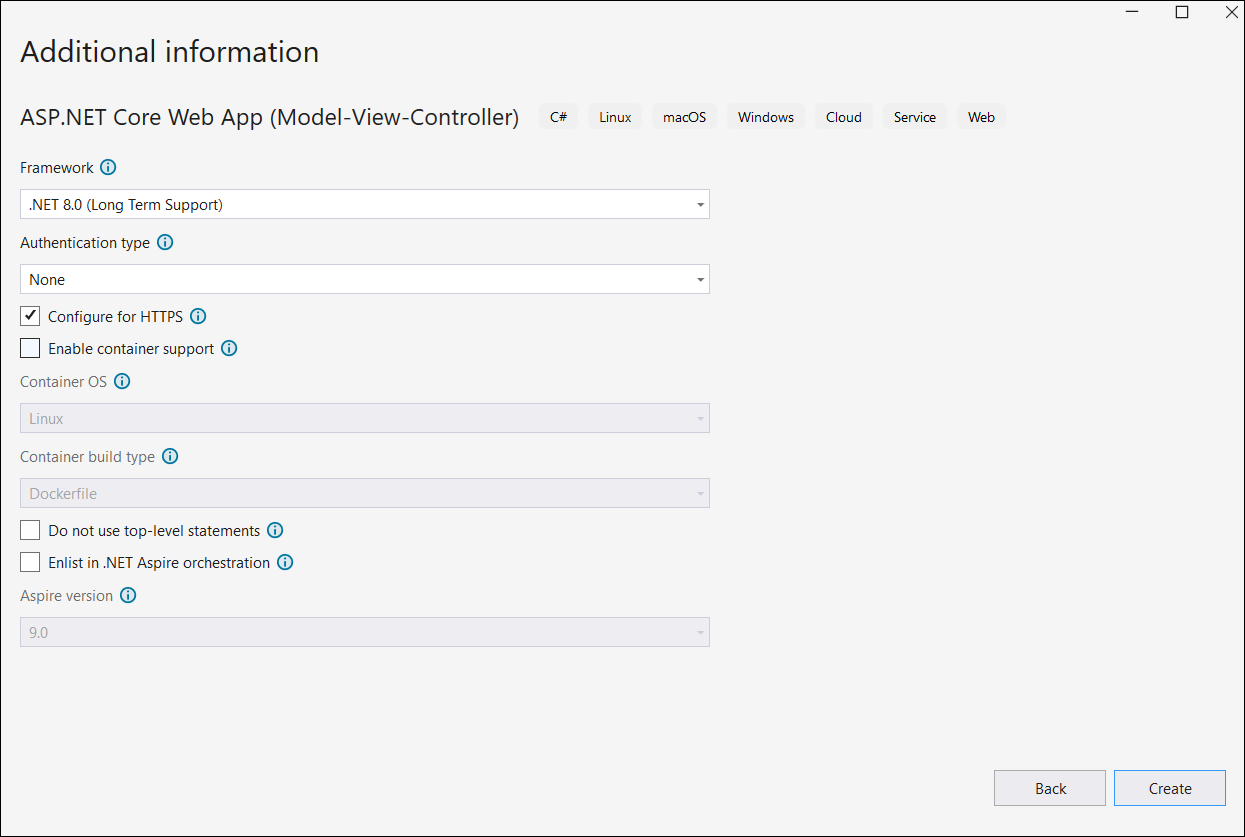 Additional information
ASP.NET Core Web App (Model-View-Controller) C# Linux macOS Windows Cloud Service Web
Framework
.NET 8.0 (Long Term Support)
Authentication type
None
Configure for HTTPS
Enable container support
Container OS
Linux
Container build type
Dockerfile
Do not use top-level statements
Enlist in .NET Aspire orchestration
Aspire version
9.0
Back Create